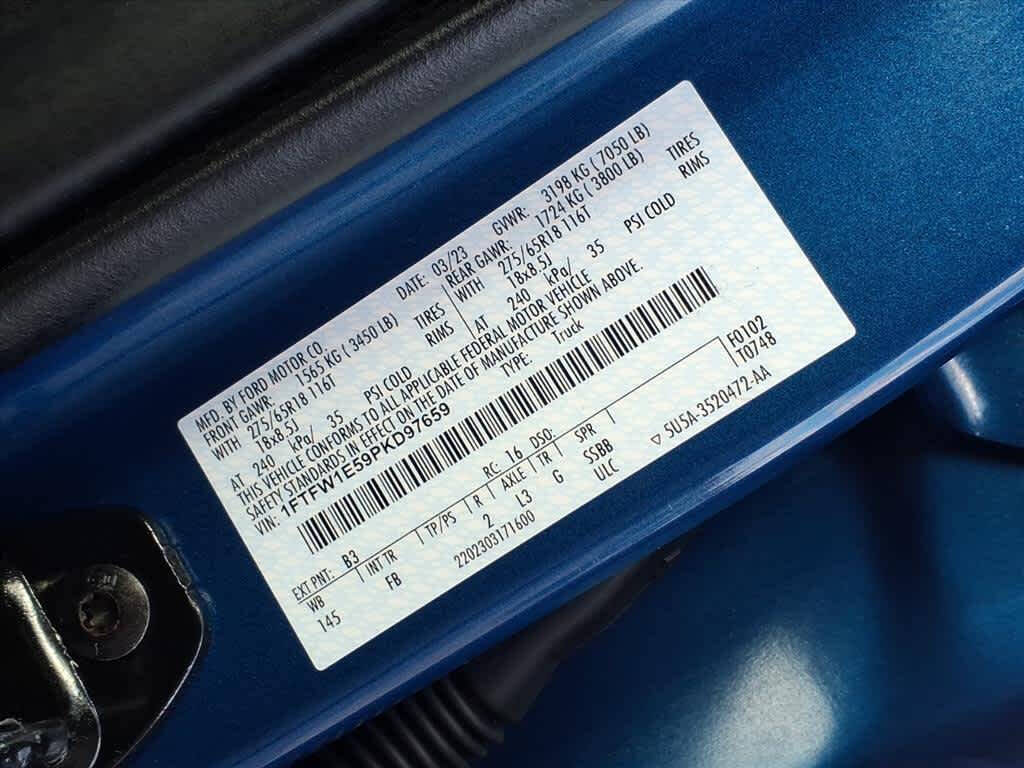 MFD. BY FORD MOTOR CO. DATE: 03/23 GVWR: 3198 KG ( 7050 LB)
FRONT GAWR: 1565 KG ( 3450 LB) REAR GAWR: 1724 KG ( 3800 LB)
WITH 275/65R18 116T TIRES WITH 275/65R18 116T TIRES
18x8.5J RIMS 18x8.5J RIMS
AT 240 kPa/ 35 PSI COLD AT 240 kPa/ 35 PSI COLD
THIS VEHICLE CONFORMS TO ALL APPLICABLE FEDERAL MOTOR VEHICLE
SAFETY STANDARDS IN EFFECT ON THE DATE OF MANUFACTURE SHOWN ABOVE.
VIN: 1FTFW1E59PKD97659 TYPE: Truck
F0102
T0748
EXT PNT: B3 RC: 16 DSO:
WB INT TR TP/PS R AXLE TR SPR
145 FB 2 L3 G SSBB
2202303171600 ULC
▽ SU5A-3520472-AA